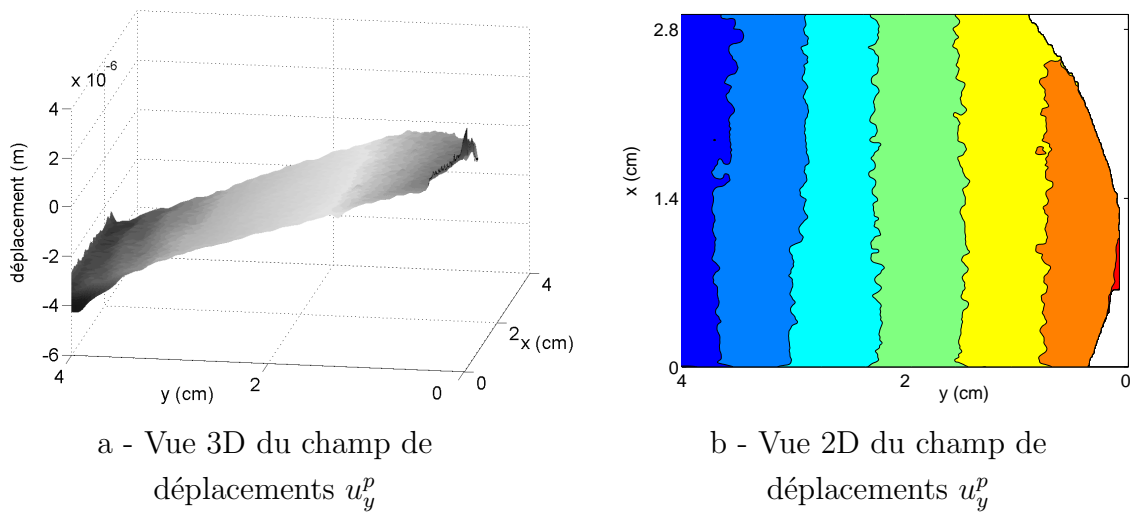 x 10^-6
4
2
0
-2
-4
-6
déplacement (m)
4
2
0
y (cm)
0
2
4
x (cm)
2.8
1.4
0
x (cm)
4
2
0
y (cm)
a - Vue 3D du champ de
déplacements u_y^p
b - Vue 2D du champ de
déplacements u_y^p